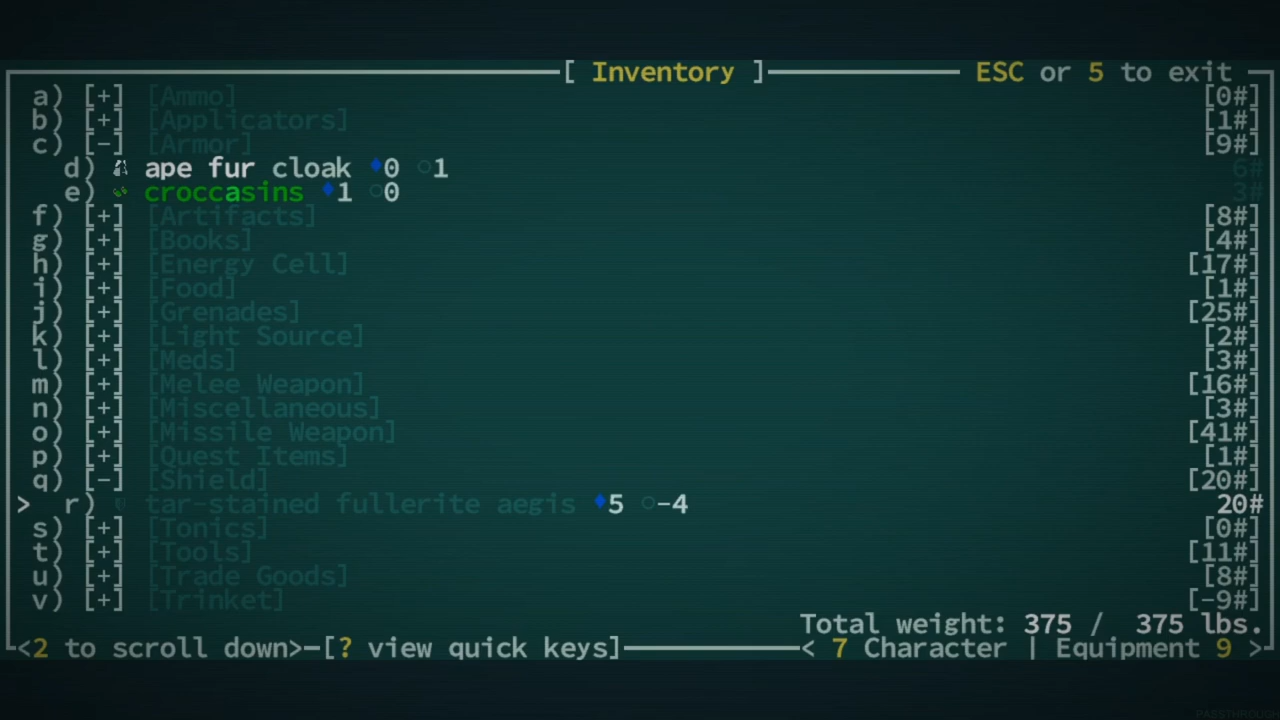 [ Inventory ] ESC or 5 to exit
a) [+] [Ammo] [0#]
b) [+] [Applicators] [1#]
c) [-] [Armor] [9#]
d) ape fur cloak ♦0 ○1 6#
e) croccasins ♦1 ○0 3#
f) [+] [Artifacts] [8#]
g) [+] [Books] [4#]
h) [+] [Energy Cell] [17#]
i) [+] [Food] [1#]
j) [+] [Grenades] [25#]
k) [+] [Light Source] [2#]
l) [+] [Meds] [3#]
m) [+] [Melee Weapon] [16#]
n) [+] [Miscellaneous] [3#]
o) [+] [Missile Weapon] [41#]
p) [+] [Quest Items] [1#]
q) [-] [Shield] [20#]
> r) tar-stained fullerite aegis ♦5 ○-4 20#
s) [+] [Tonics] [0#]
t) [+] [Tools] [11#]
u) [+] [Trade Goods] [8#]
v) [+] [Trinket] [-9#]
Total weight: 375 / 375 lbs.
<2 to scroll down> [? view quick keys] < 7 Character | Equipment 9 >